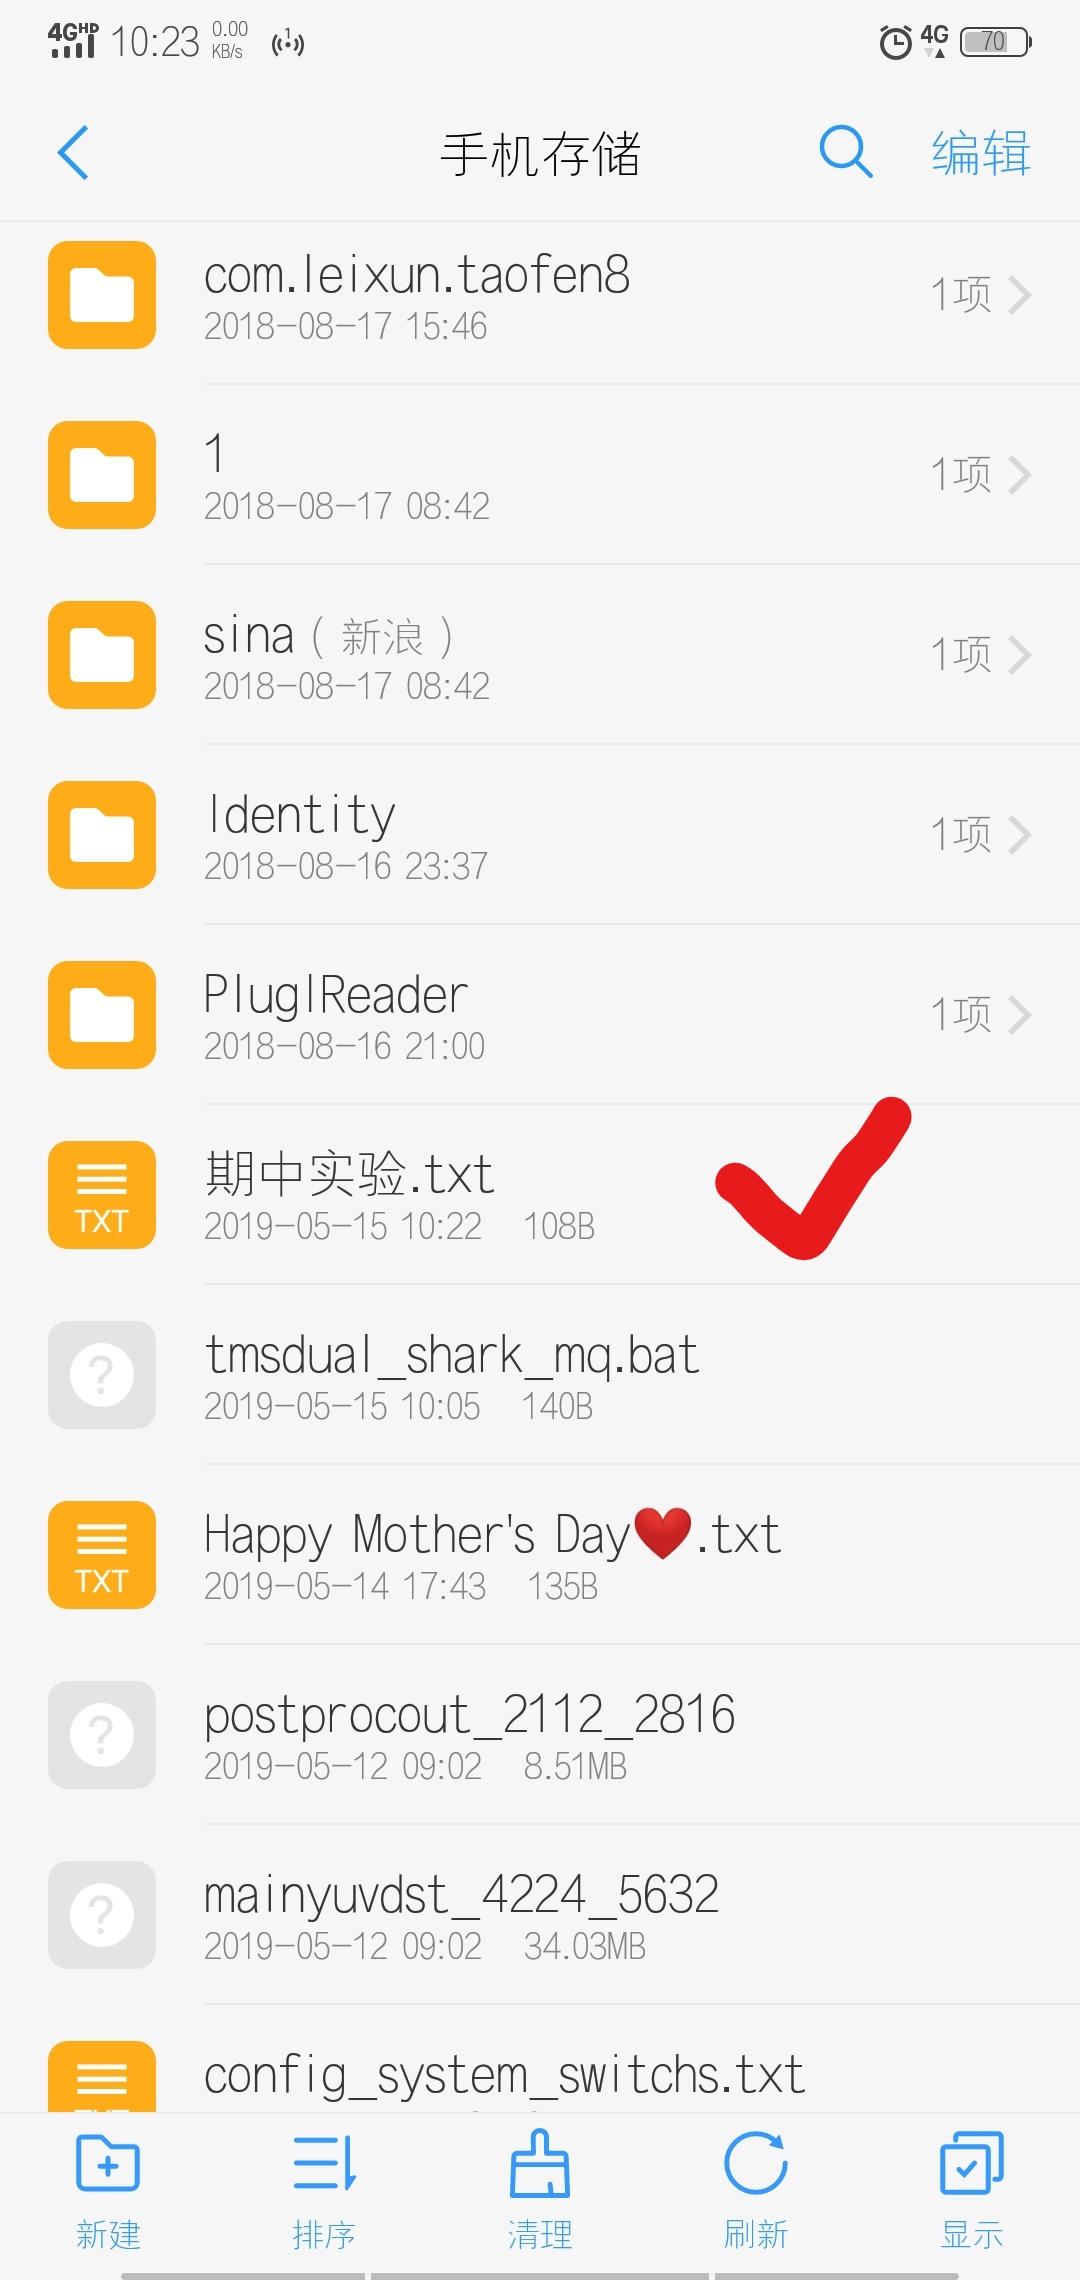 4GHD 10:23 0.00 KB/s 1 4G 70
手机存储 编辑
com.leixun.taofen8
2018-08-17 15:46
1项
1
2018-08-17 08:42
1项
sina ( 新浪 )
2018-08-17 08:42
1项
Identity
2018-08-16 23:37
1项
PluglReader
2018-08-16 21:00
1项
期中实验.txt
2019-05-15 10:22 108B
TXT
tmsdual_shark_mq.bat
2019-05-15 10:05 140B
?
Happy Mother's Day❤️.txt
2019-05-14 17:43 135B
TXT
postprocout_2112_2816
2019-05-12 09:02 8.51MB
?
mainyuvdst_4224_5632
2019-05-12 09:02 34.03MB
?
config_system_switchs.txt
新建 排序 清理 刷新 显示